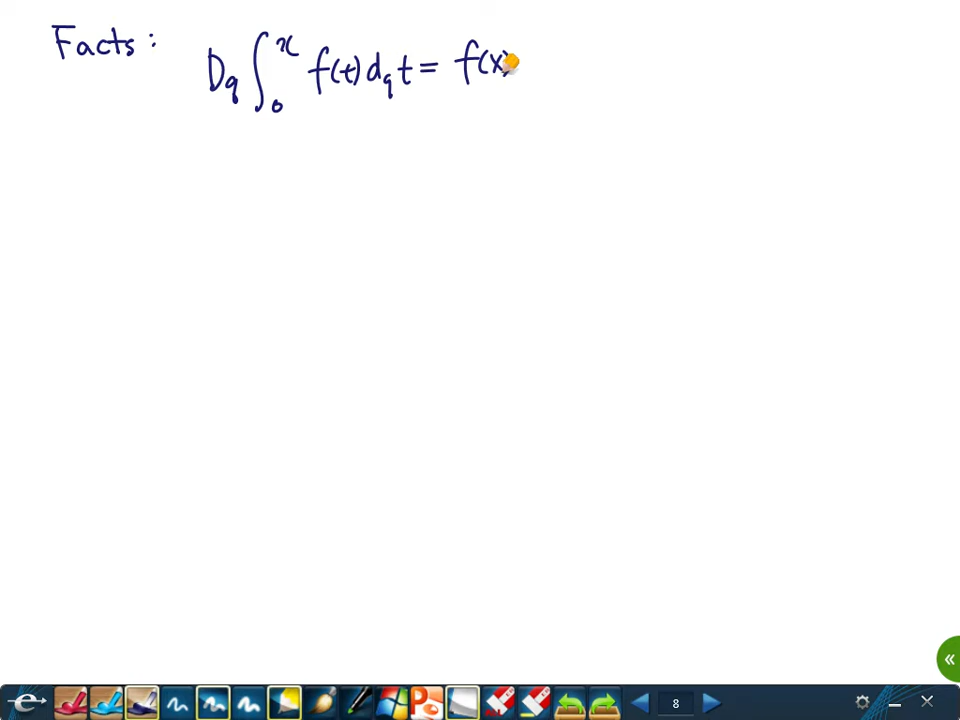 Facts : D_q ∫_0^x f(t) d_q t = f(x)
8